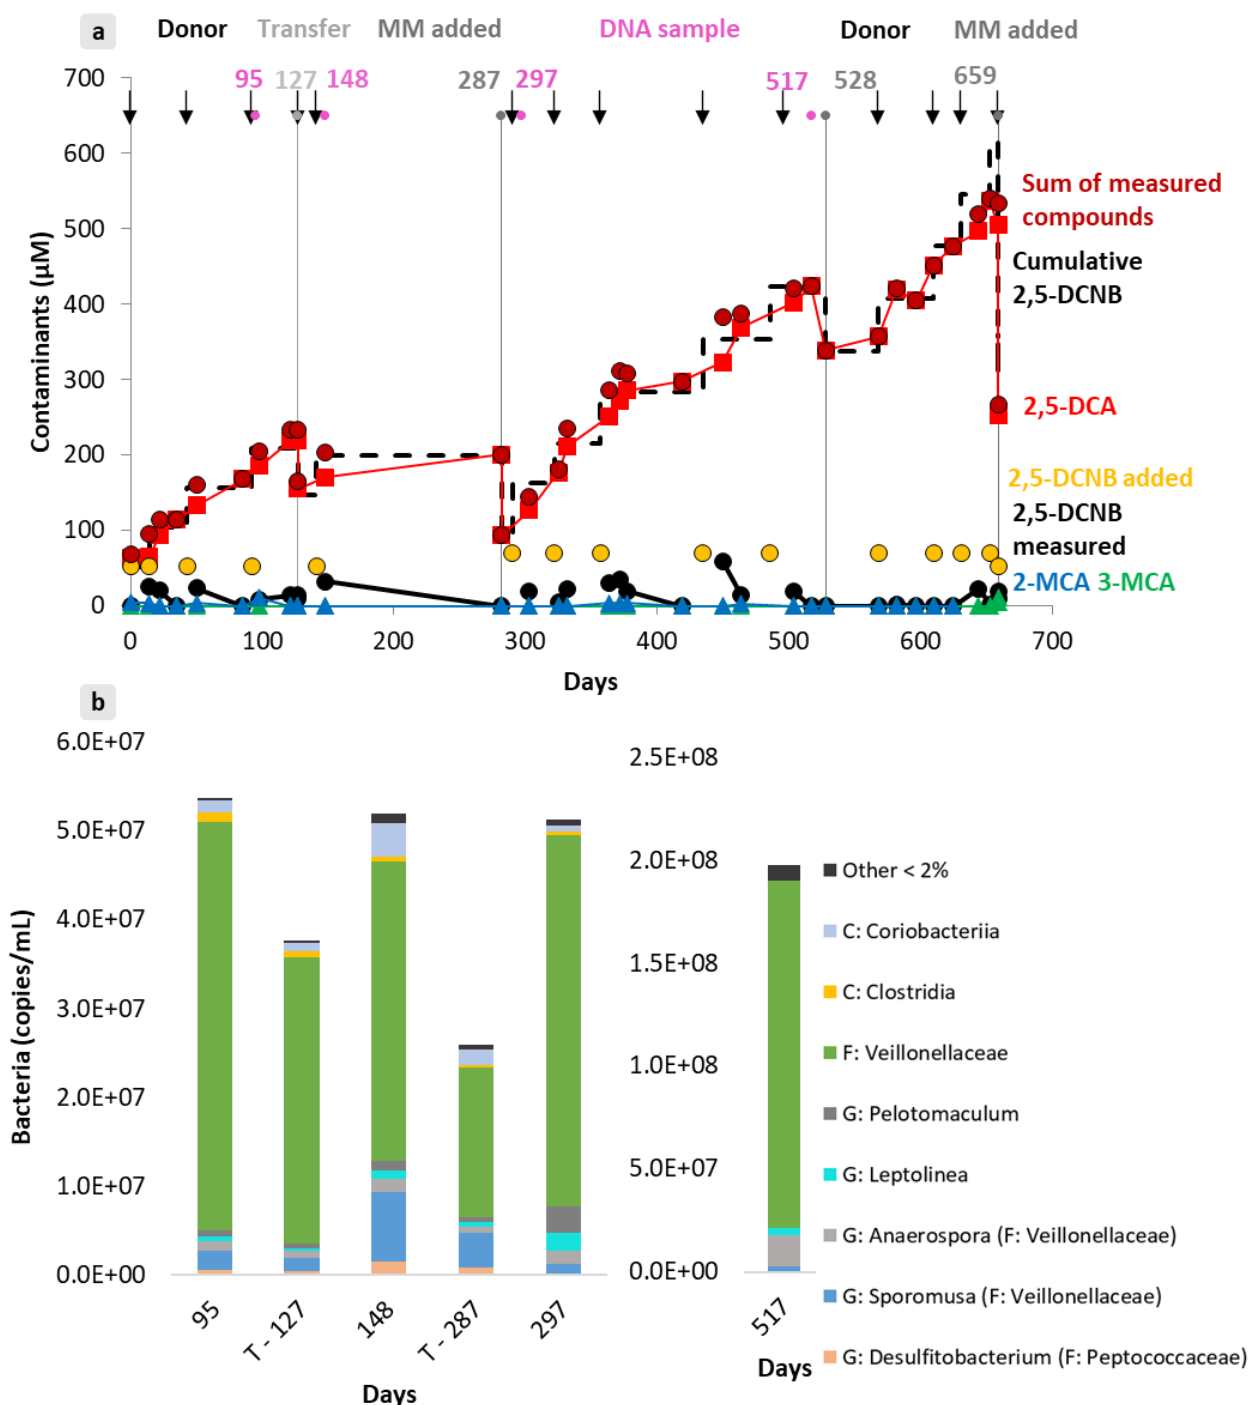 a
Donor Transfer MM added DNA sample Donor MM added
95 127 148 287 297 517 528 659
700
600
500
400
300
200
100
0
Contaminants (µM)
Sum of measured
compounds
Cumulative
2,5-DCNB
2,5-DCA
2,5-DCNB added
2,5-DCNB
measured
2-MCA 3-MCA
0 100 200 300 400 500 600 700
Days
b
6.0E+07
5.0E+07
4.0E+07
3.0E+07
2.0E+07
1.0E+07
0.0E+00
Bacteria (copies/mL)
95 T - 127 148 T - 287 297
Days
2.5E+08
2.0E+08
1.5E+08
1.0E+08
5.0E+07
0.0E+00
517
Days
Other < 2%
C: Coriobacteriia
C: Clostridia
F: Veillonellaceae
G: Pelotomaculum
G: Leptolinea
G: Anaerospora (F: Veillonellaceae)
G: Sporomusa (F: Veillonellaceae)
G: Desulfitobacterium (F: Peptococcaceae)